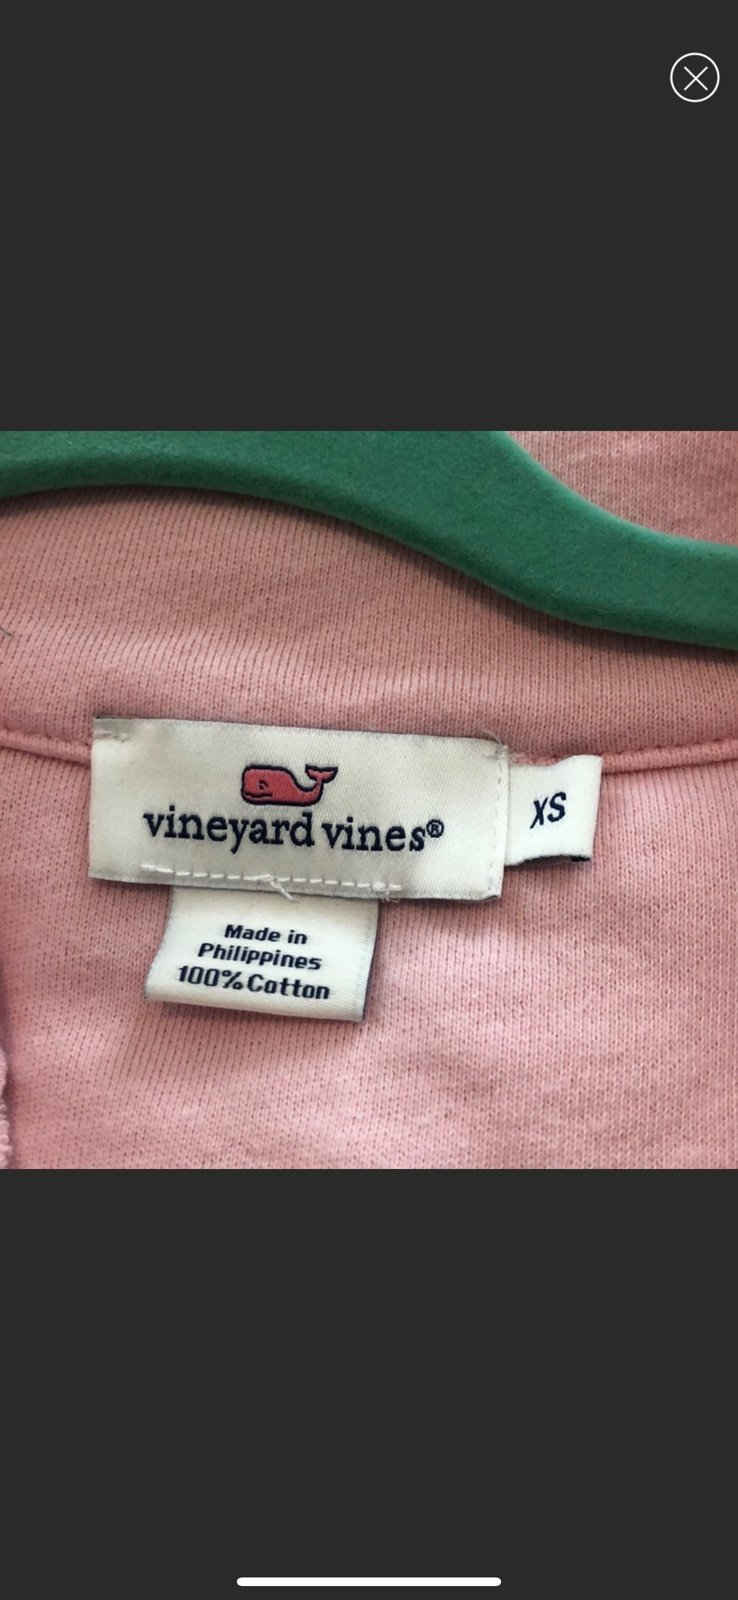 vineyard vines®
XS
Made in
Philippines
100% Cotton